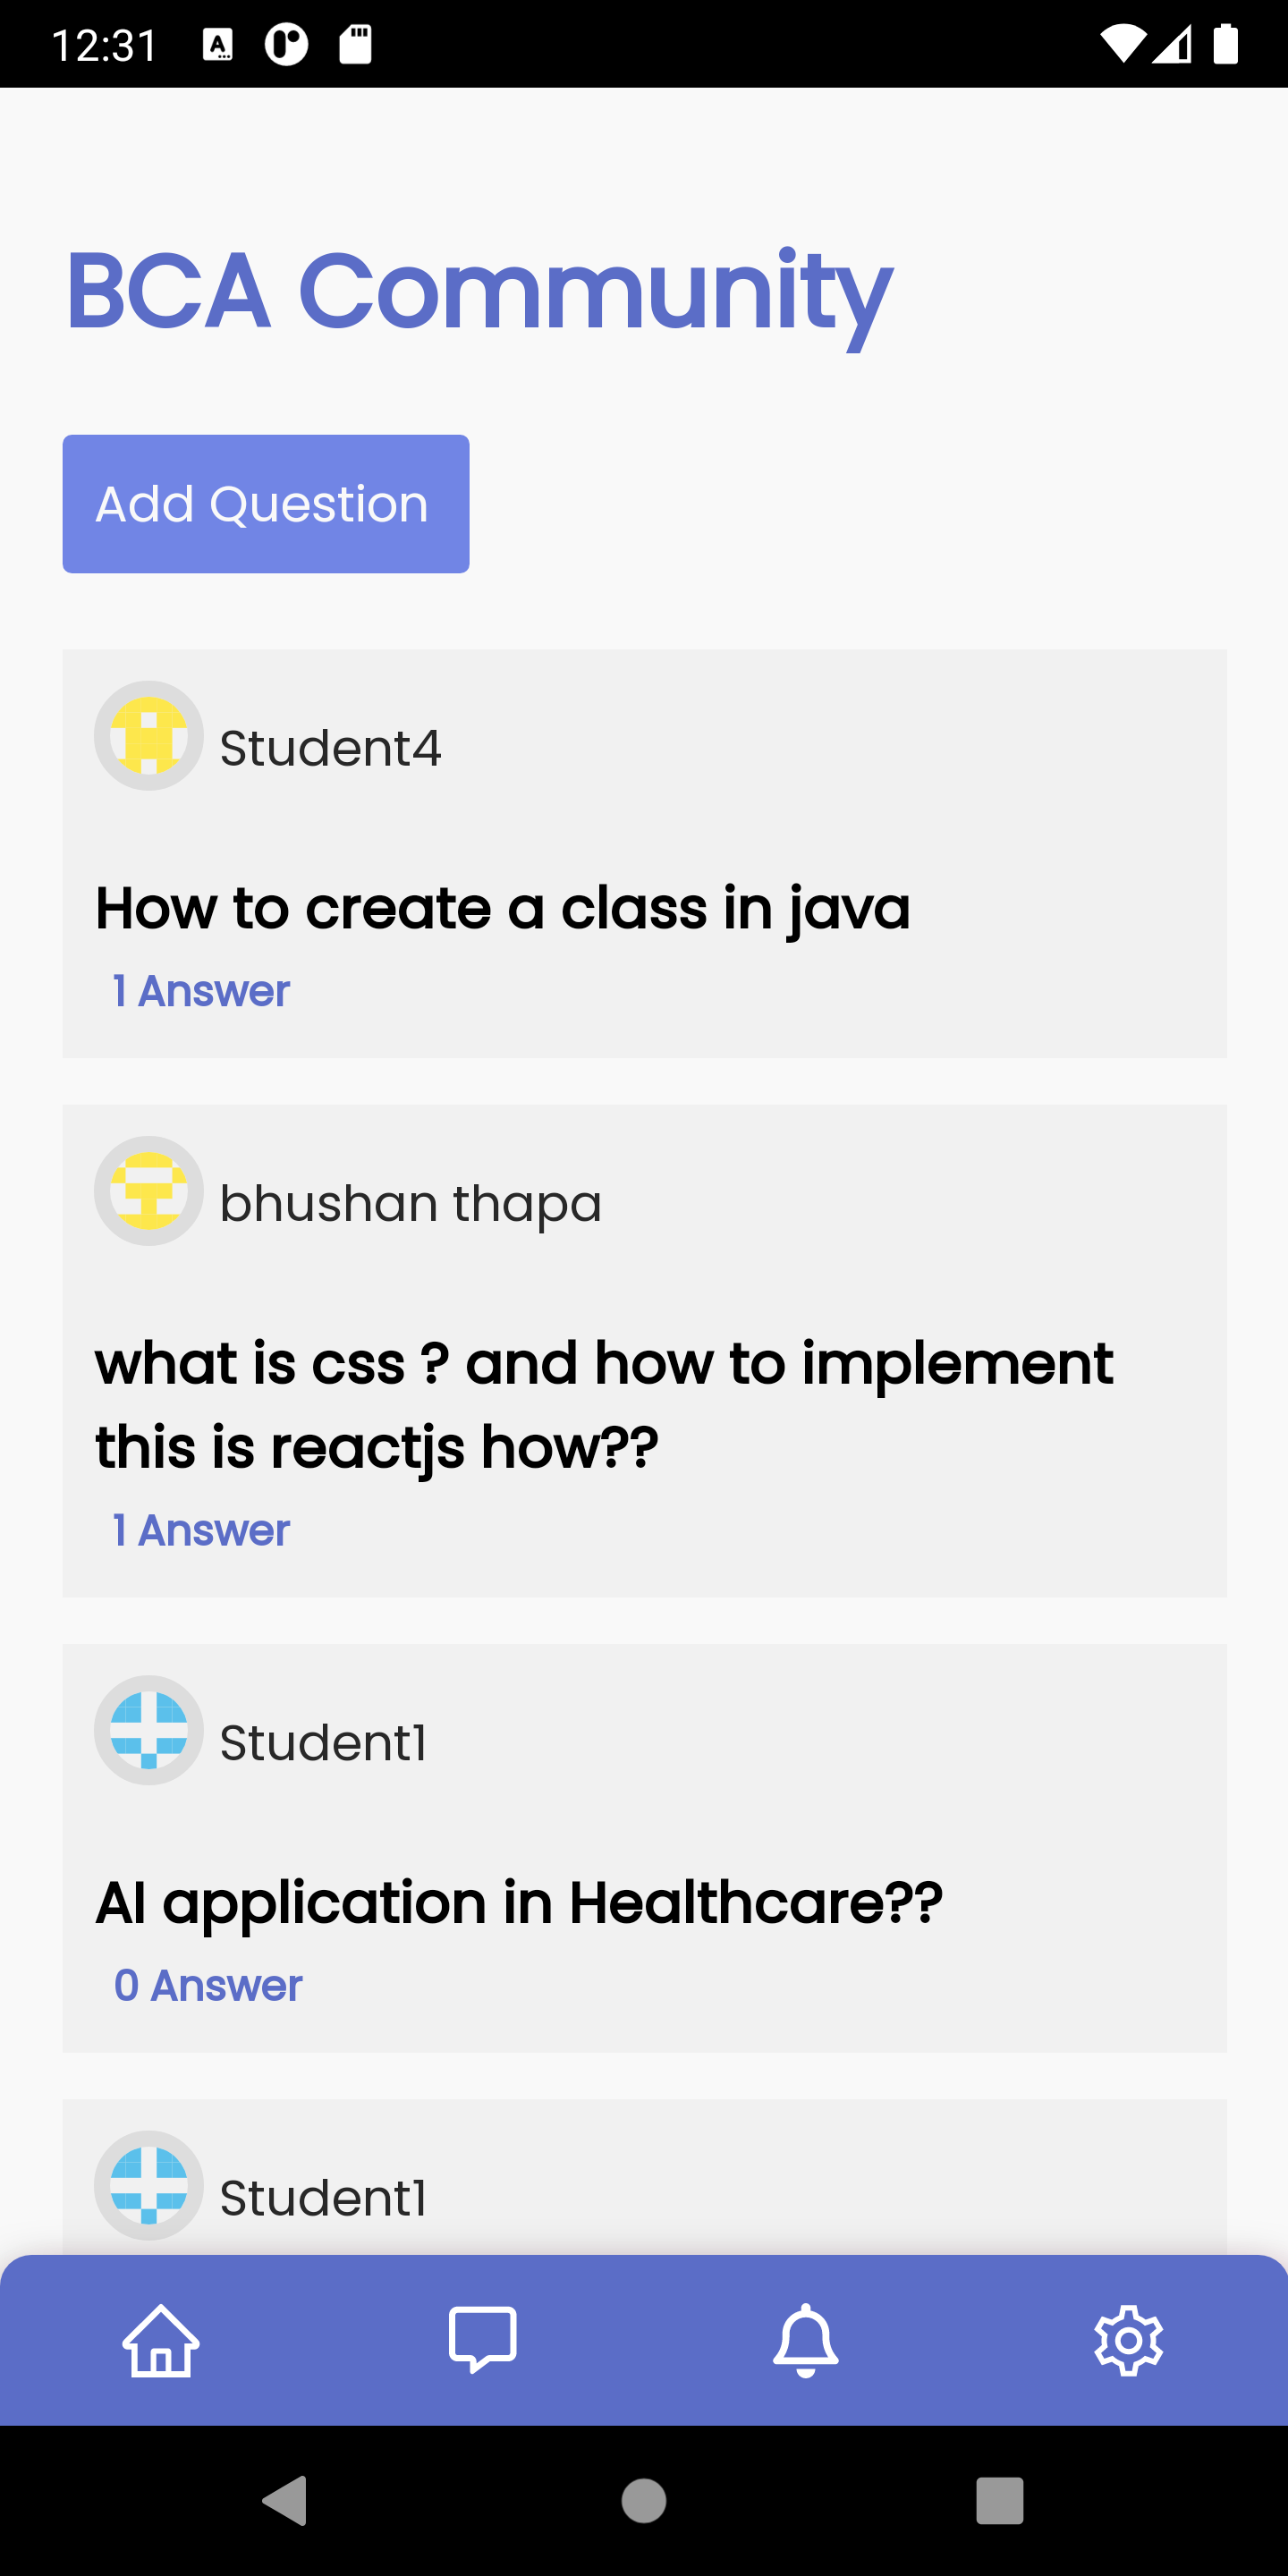 12:31
BCA Community
Add Question
Student4
How to create a class in java
1 Answer
bhushan thapa
what is css ? and how to implement
this is reactjs how??
1 Answer
Student1
AI application in Healthcare??
0 Answer
Student1